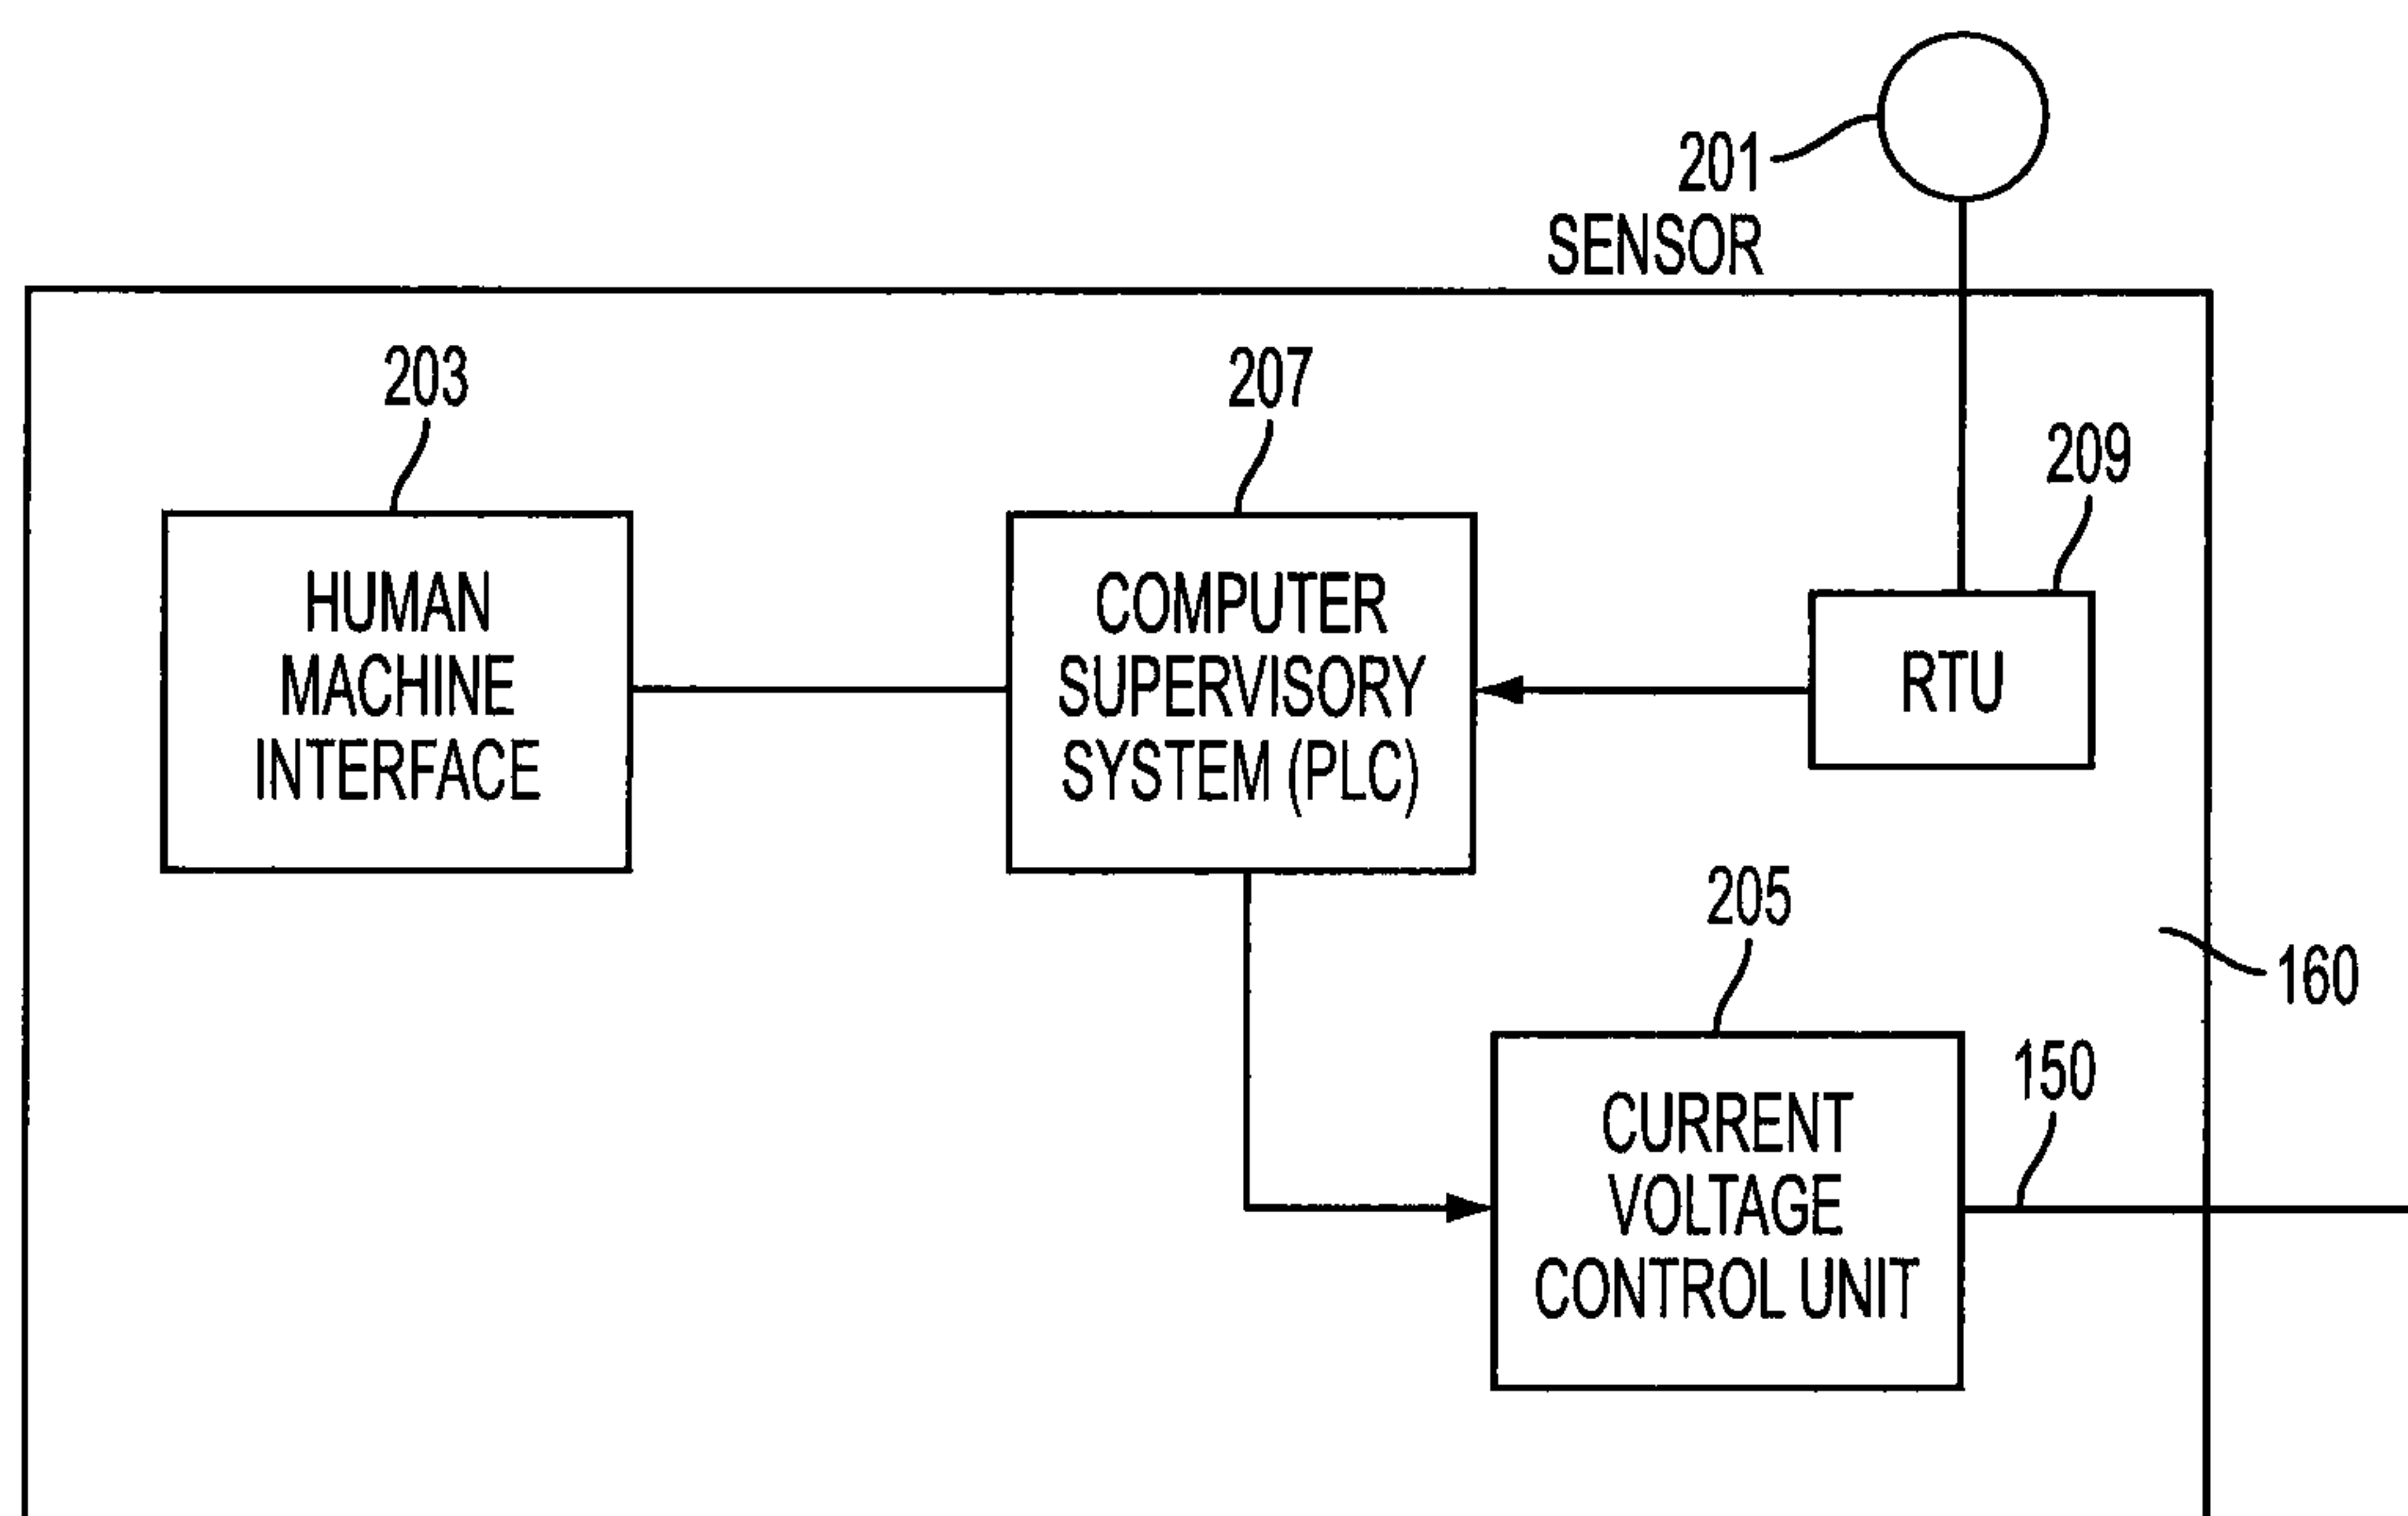 201
SENSOR
203
207
209
HUMAN
MACHINE
INTERFACE
COMPUTER
SUPERVISORY
SYSTEM (PLC)
RTU
205
160
150
CURRENT
VOLTAGE
CONTROL UNIT